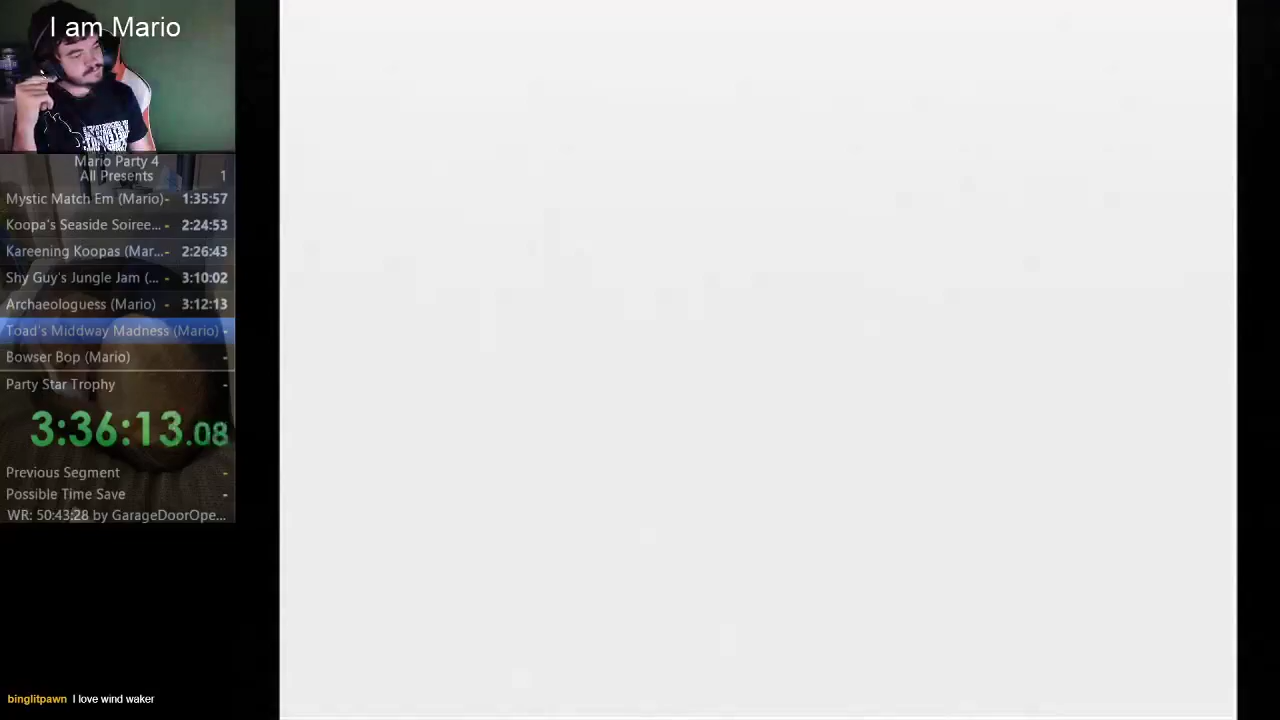 I am Mario
Mario Party 4
All Presents 1
Mystic Match Em (Mario)- 1:35:57
Koopa's Seaside Soiree... - 2:24:53
Kareening Koopas (Mar... - 2:26:43
Shy Guy's Jungle Jam (... - 3:10:02
Archaeologuess (Mario) - 3:12:13
Toad's Middway Madness (Mario) -
Bowser Bop (Mario) -
Party Star Trophy -
3:36:13.08
Previous Segment -
Possible Time Save -
WR: 50:43:28 by GarageDoorOpe...
binglitpawn I love wind waker